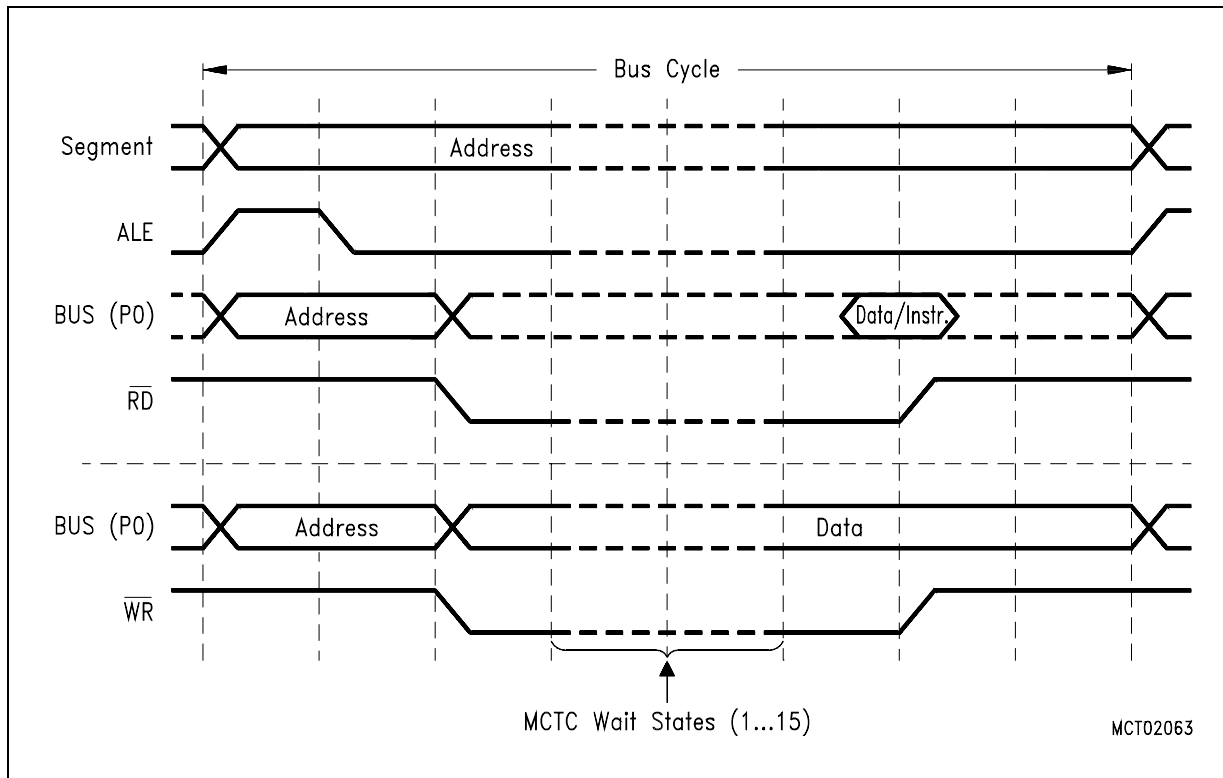 Bus Cycle
Segment
Address
ALE
BUS (P0)
Address
Data/Instr.
RD
BUS (P0)
Address
Data
WR
MCTC Wait States (1...15)
MCT02063